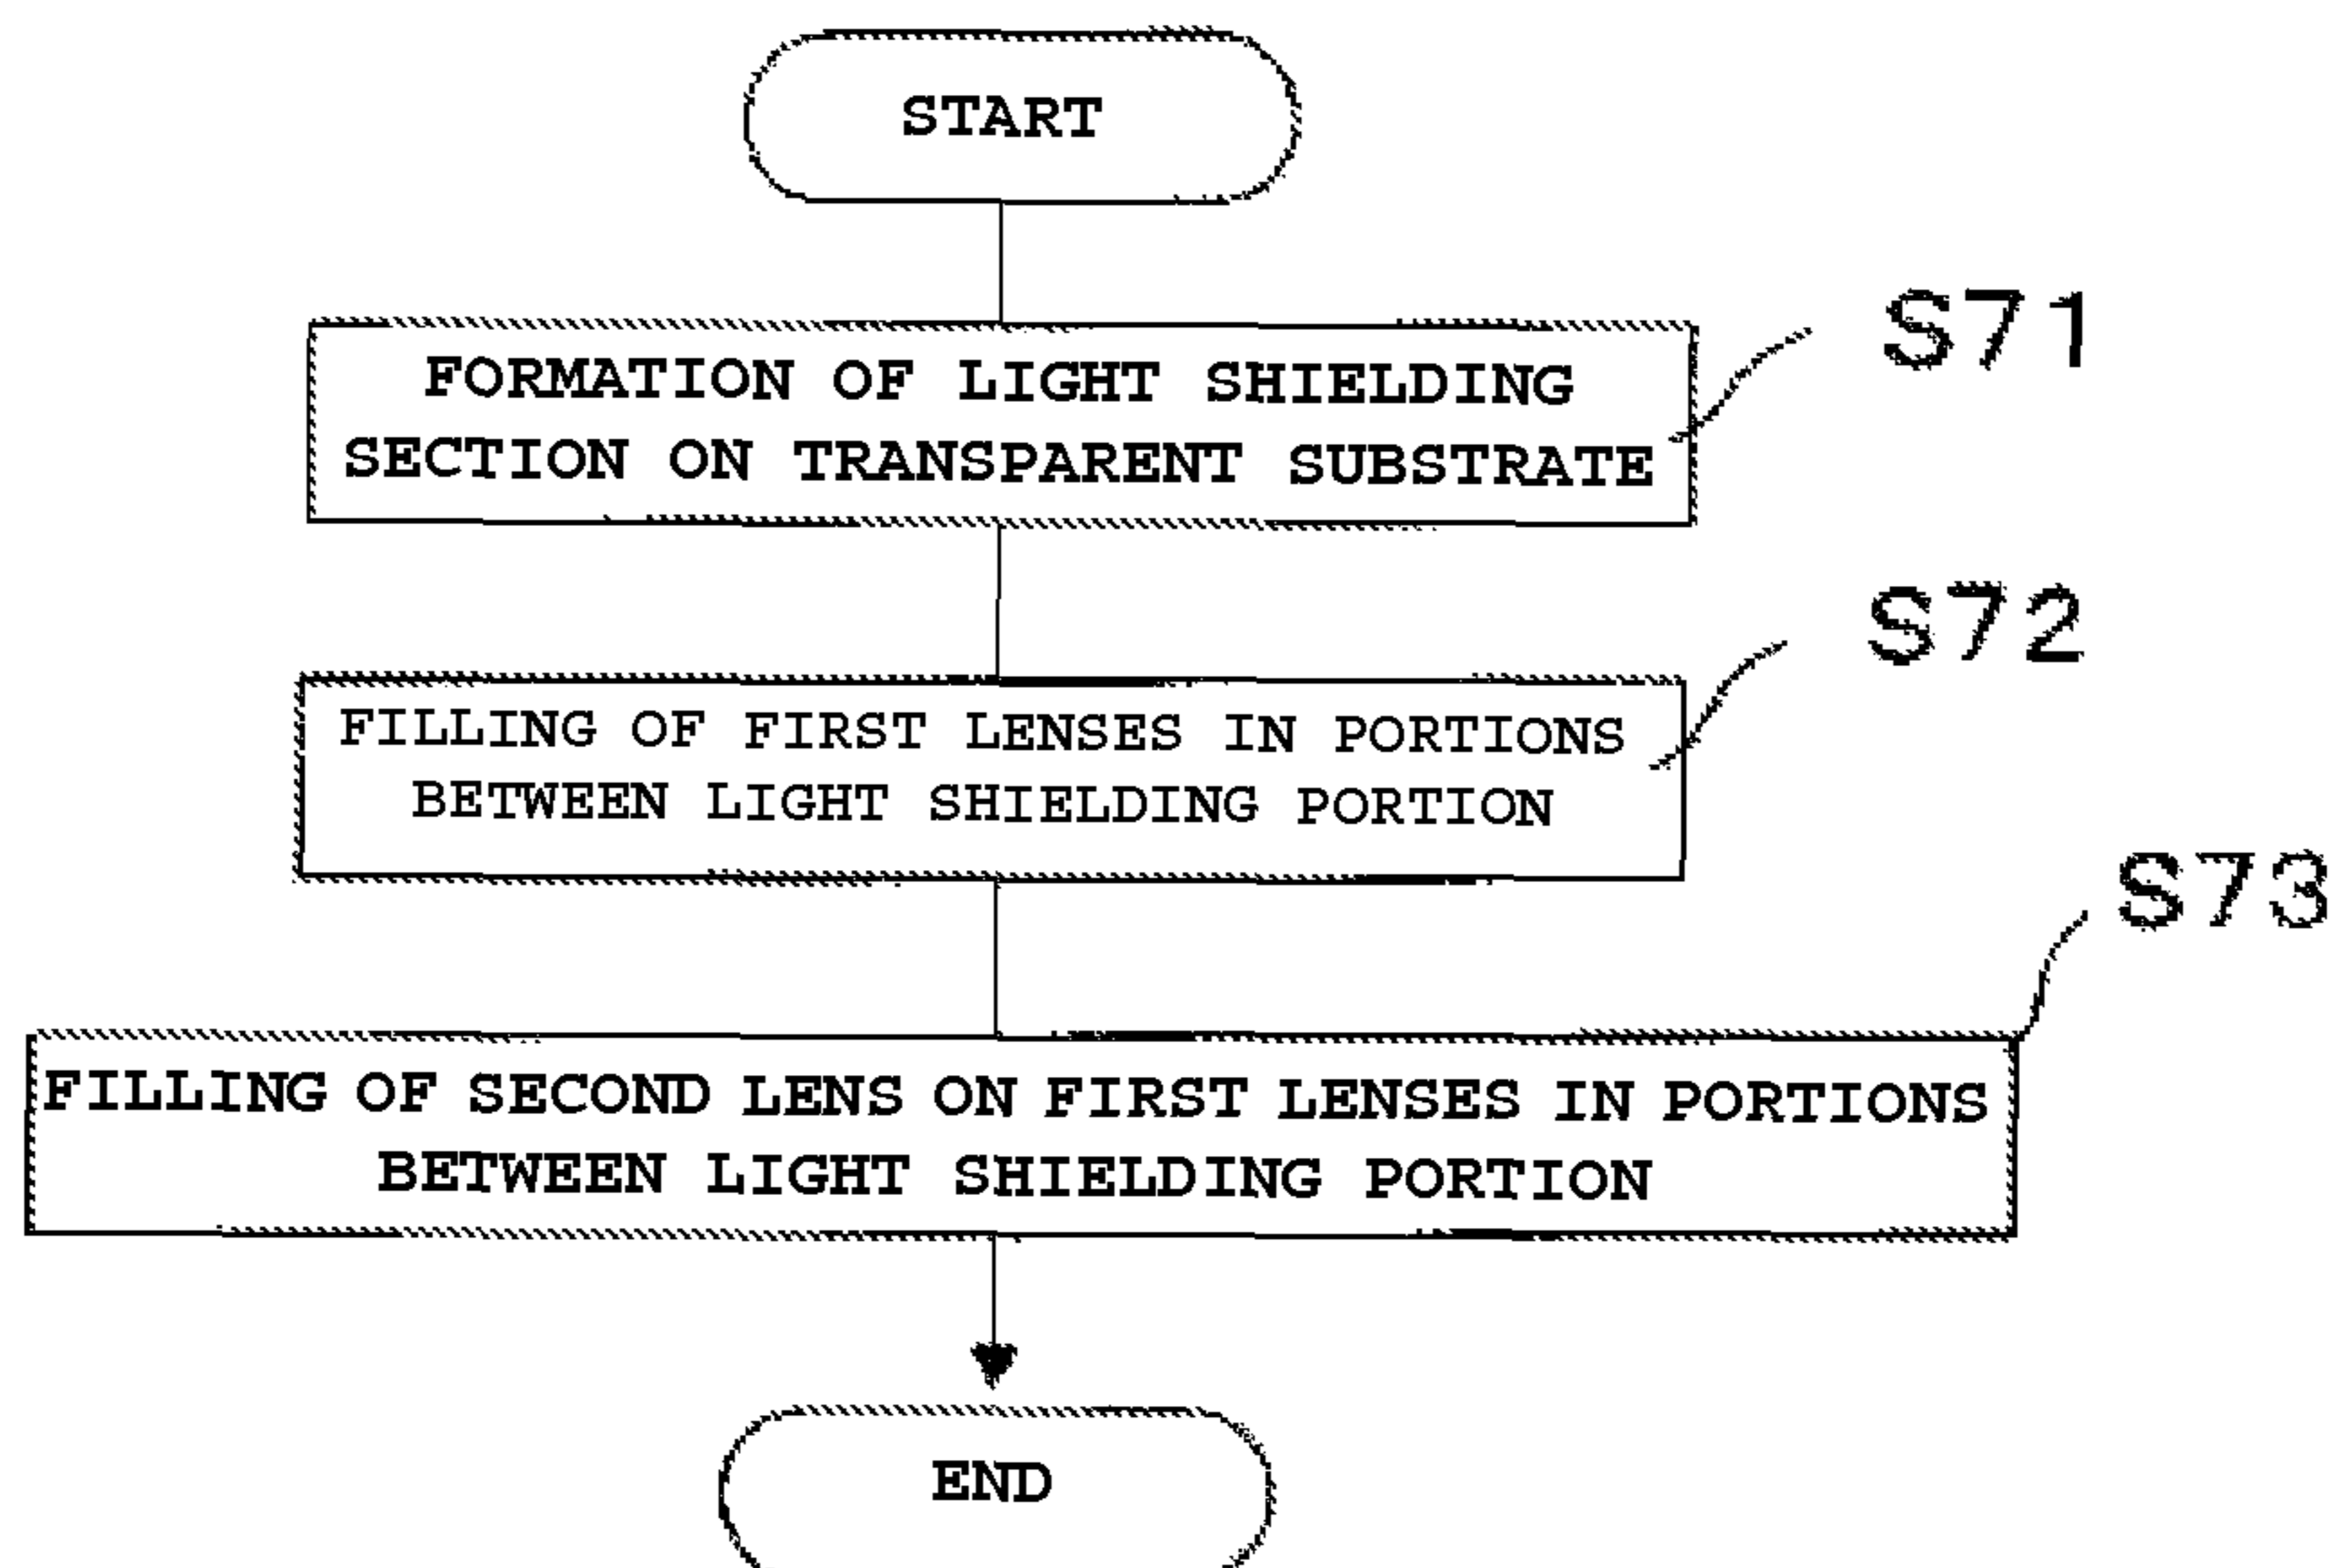 START
FORMATION OF LIGHT SHIELDING
SECTION ON TRANSPARENT SUBSTRATE
S71
FILLING OF FIRST LENSES IN PORTIONS
BETWEEN LIGHT SHIELDING PORTION
S72
FILLING OF SECOND LENS ON FIRST LENSES IN PORTIONS
BETWEEN LIGHT SHIELDING PORTION
S73
END